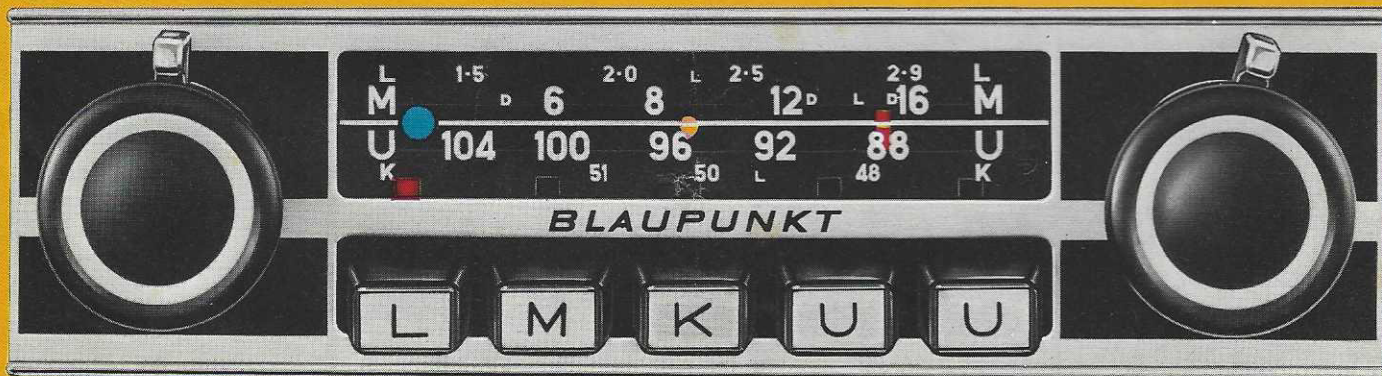 L 1·5 2·0 L 2·5 2·9 L
M D 6 8 12 D L D 16 M
U 104 100 96 92 88 U
K 51 50 L 48 K
BLAUPUNKT
L M K U U